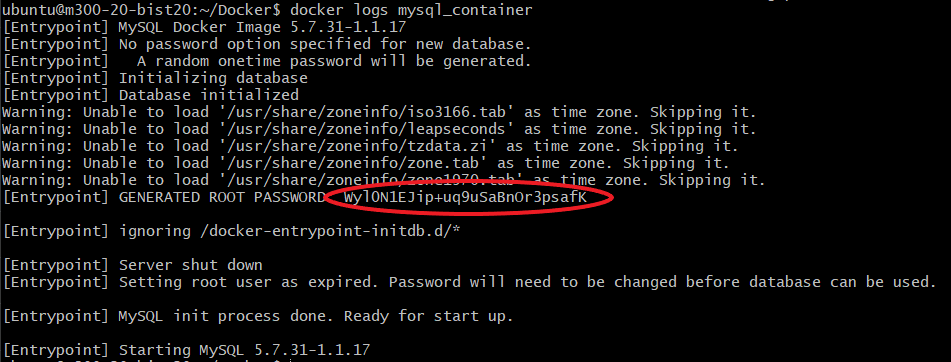 ubuntu@m300-20-bist20:~/Docker$ docker logs mysql_container
[Entrypoint] MySQL Docker Image 5.7.31-1.1.17
[Entrypoint] No password option specified for new database.
[Entrypoint]   A random onetime password will be generated.
[Entrypoint] Initializing database
[Entrypoint] Database initialized
Warning: Unable to load '/usr/share/zoneinfo/iso3166.tab' as time zone. Skipping it.
Warning: Unable to load '/usr/share/zoneinfo/leapseconds' as time zone. Skipping it.
Warning: Unable to load '/usr/share/zoneinfo/tzdata.zi' as time zone. Skipping it.
Warning: Unable to load '/usr/share/zoneinfo/zone.tab' as time zone. Skipping it.
Warning: Unable to load '/usr/share/zoneinfo/zone1970.tab' as time zone. Skipping it.
[Entrypoint] GENERATED ROOT PASSWORD: WylON1EJip+uq9uSaBnOr3psafK
[Entrypoint] ignoring /docker-entrypoint-initdb.d/*
[Entrypoint] Server shut down
[Entrypoint] Setting root user as expired. Password will need to be changed before database can be used.
[Entrypoint] MySQL init process done. Ready for start up.
[Entrypoint] Starting MySQL 5.7.31-1.1.17